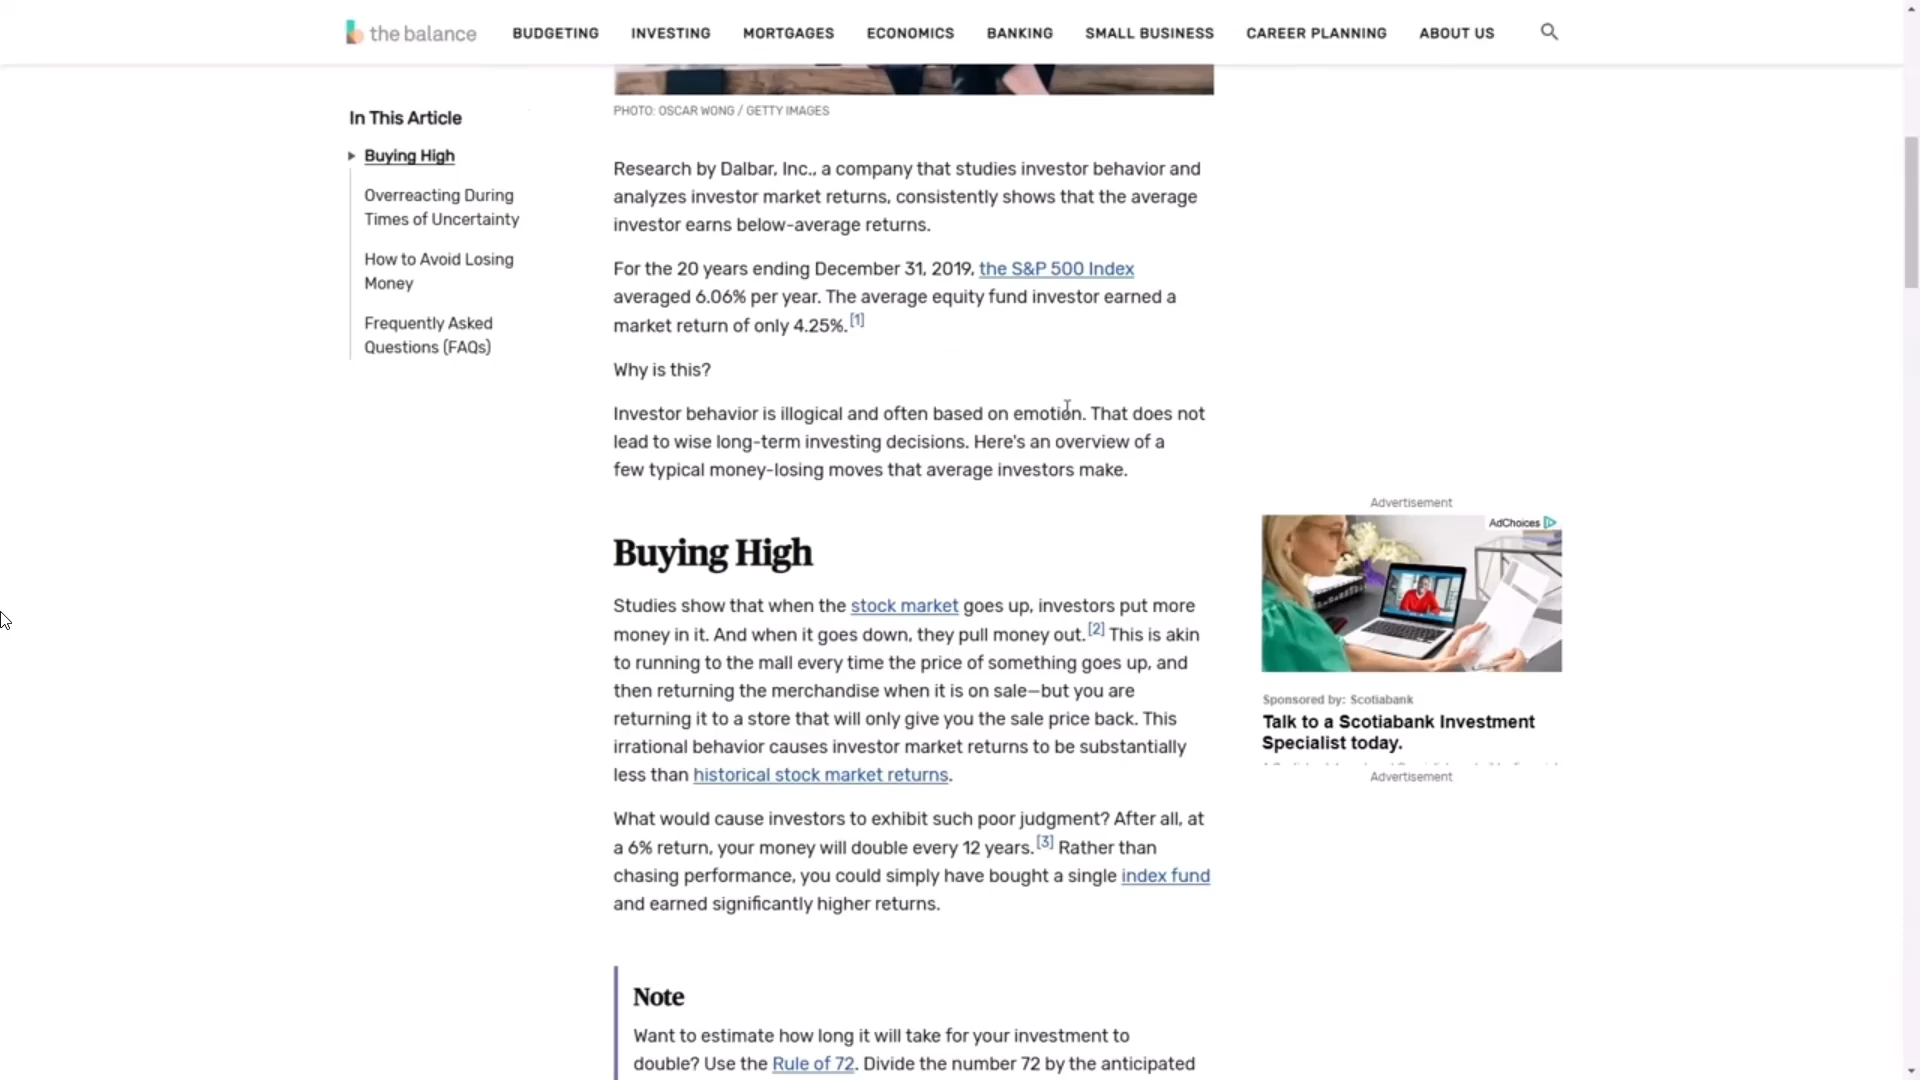 the balance
BUDGETING INVESTING MORTGAGES ECONOMICS BANKING SMALL BUSINESS CAREER PLANNING ABOUT US
PHOTO: OSCAR WONG / GETTY IMAGES
In This Article
Buying High
Overreacting During
Times of Uncertainty
How to Avoid Losing
Money
Frequently Asked
Questions (FAQs)
Research by Dalbar, Inc., a company that studies investor behavior and
analyzes investor market returns, consistently shows that the average
investor earns below-average returns.
For the 20 years ending December 31, 2019, the S&P 500 Index
averaged 6.06% per year. The average equity fund investor earned a
market return of only 4.25%.[1]
Why is this?
Investor behavior is illogical and often based on emotion. That does not
lead to wise long-term investing decisions. Here's an overview of a
few typical money-losing moves that average investors make.
Buying High
Studies show that when the stock market goes up, investors put more
money in it. And when it goes down, they pull money out.[2] This is akin
to running to the mall every time the price of something goes up, and
then returning the merchandise when it is on sale—but you are
returning it to a store that will only give you the sale price back. This
irrational behavior causes investor market returns to be substantially
less than historical stock market returns.
What would cause investors to exhibit such poor judgment? After all, at
a 6% return, your money will double every 12 years.[3] Rather than
chasing performance, you could simply have bought a single index fund
and earned significantly higher returns.
Note
Want to estimate how long it will take for your investment to
double? Use the Rule of 72. Divide the number 72 by the anticipated
Advertisement
AdChoices
Sponsored by: Scotiabank
Talk to a Scotiabank Investment
Specialist today.
Advertisement